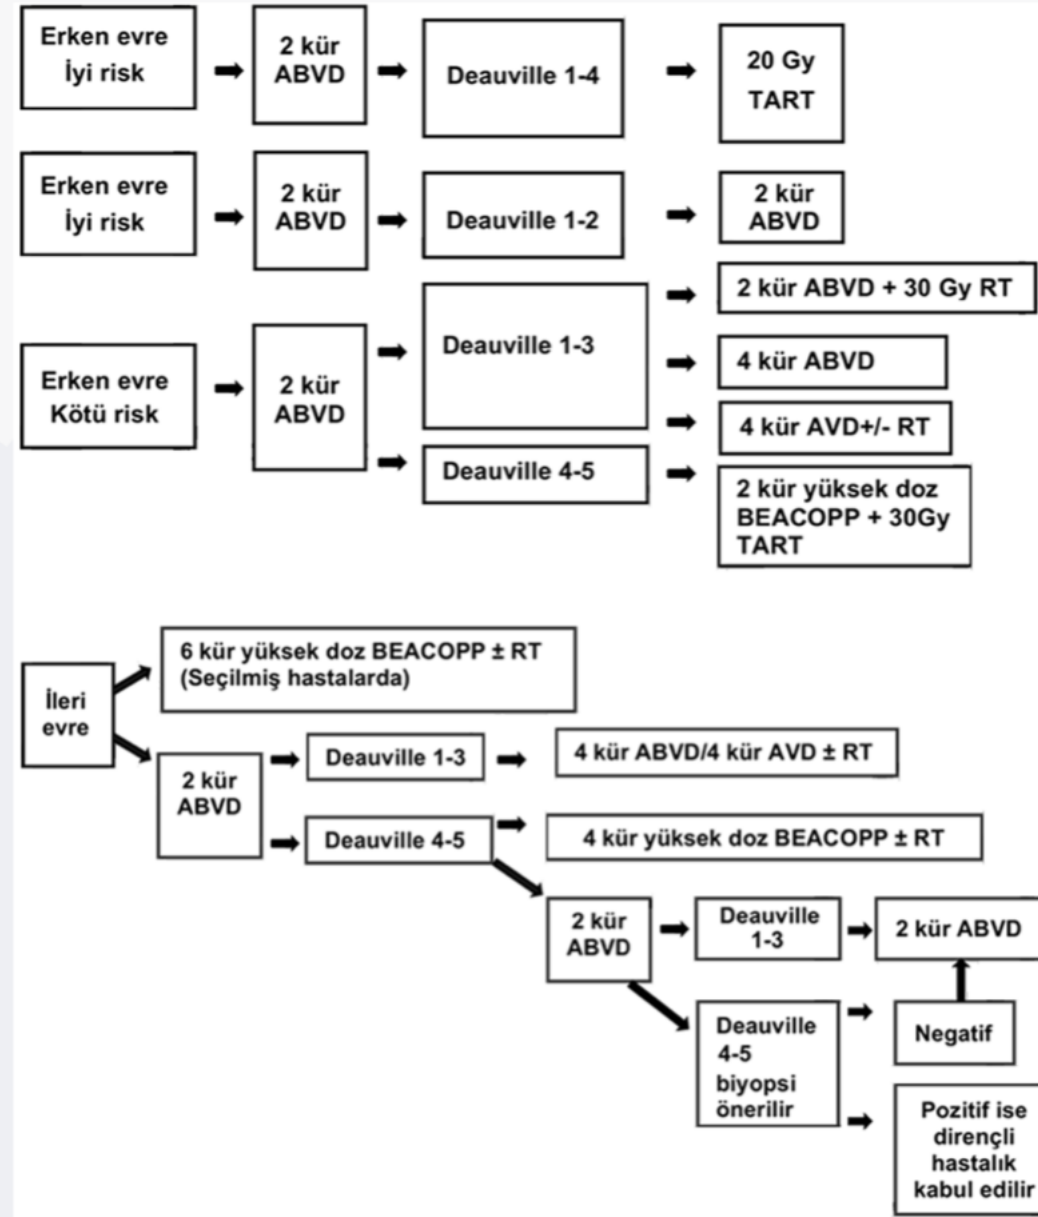 Erken evre
İyi risk
2 kür
ABVD
Deauville 1-4
20 Gy
TART
Erken evre
İyi risk
2 kür
ABVD
Deauville 1-2
2 kür
ABVD
Erken evre
Kötü risk
2 kür
ABVD
Deauville 1-3
2 kür ABVD + 30 Gy RT
4 kür ABVD
4 kür AVD+/- RT
Deauville 4-5
2 kür yüksek doz
BEACOPP + 30Gy
TART
İleri
evre
6 kür yüksek doz BEACOPP ± RT
(Seçilmiş hastalarda)
2 kür
ABVD
Deauville 1-3
4 kür ABVD/4 kür AVD ± RT
Deauville 4-5
4 kür yüksek doz BEACOPP ± RT
2 kür
ABVD
Deauville
1-3
2 kür ABVD
Deauville
4-5
biyopsi
önerilir
Negatif
Pozitif ise
dirençli
hastalık
kabul edilir